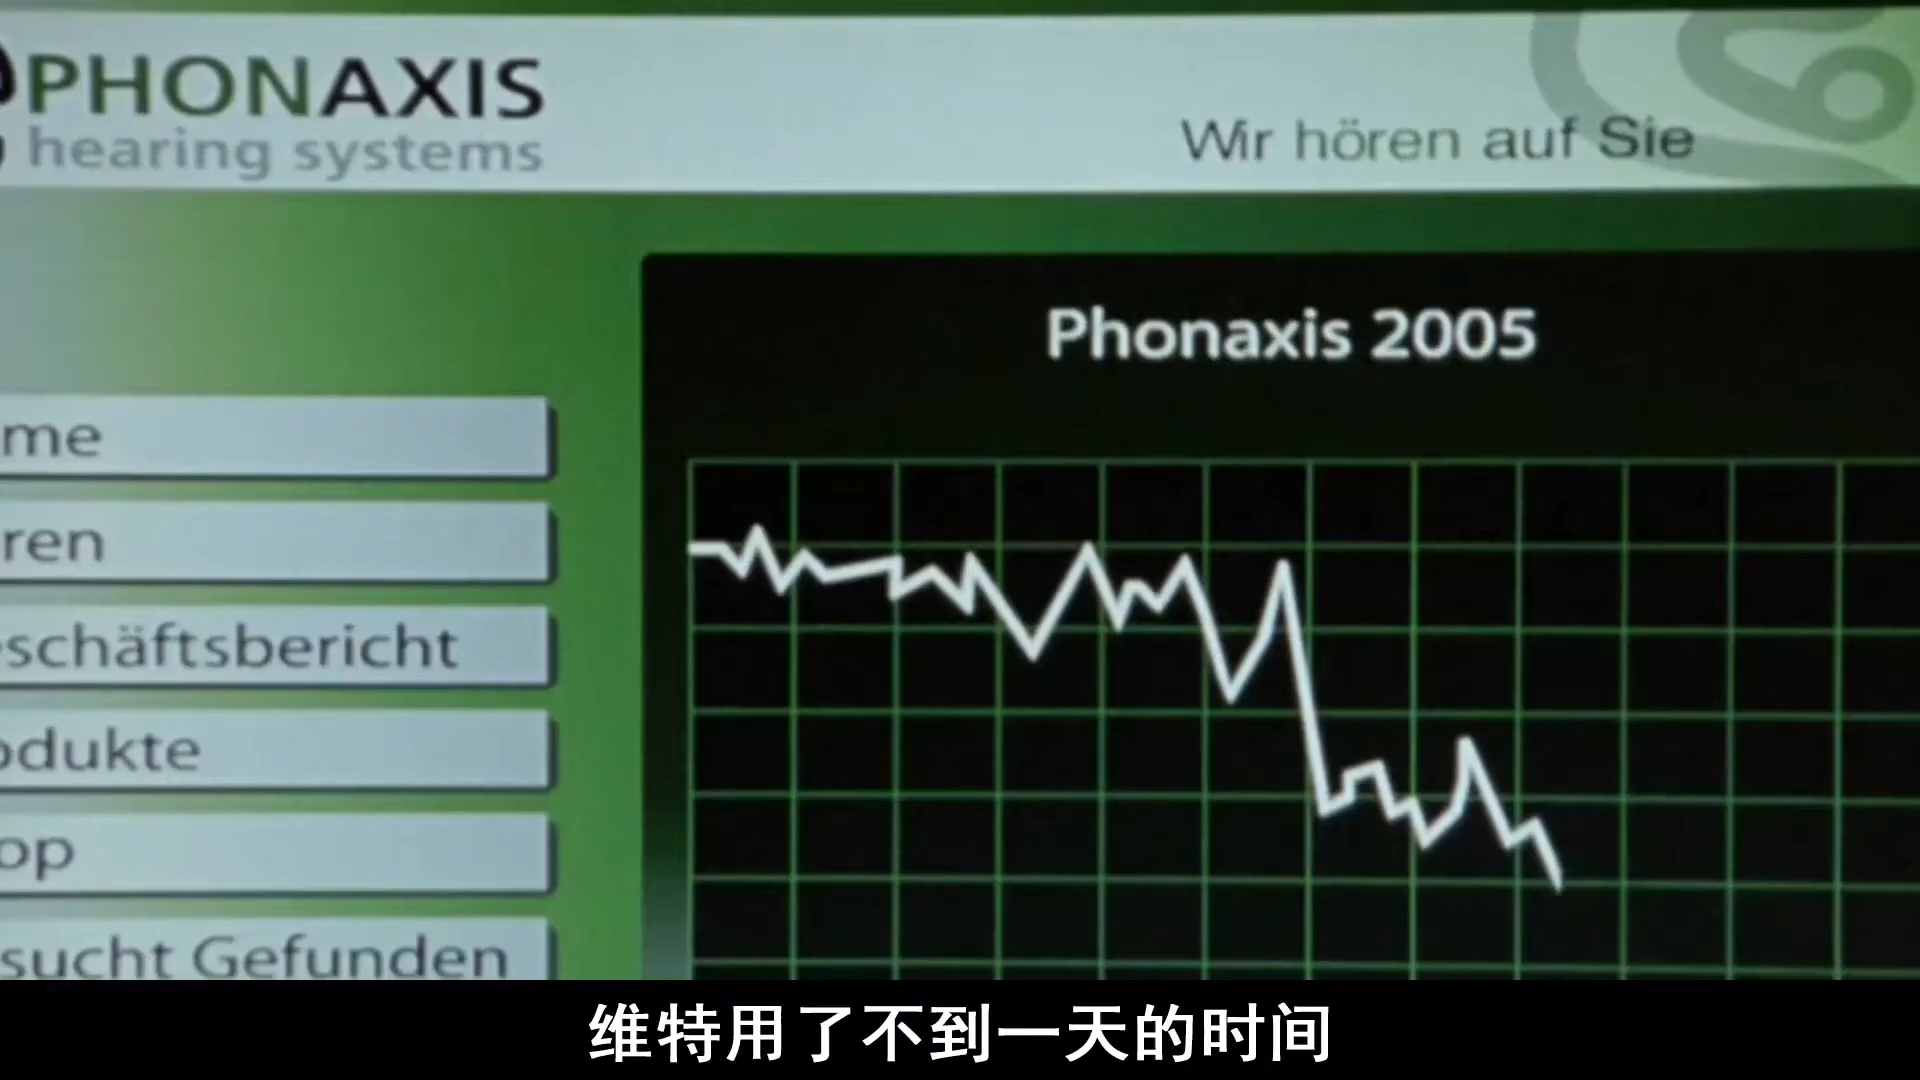 PHONAXIS
hearing systems
Wir hören auf Sie
Phonaxis 2005
me
ren
schäftsbericht
odukte
op
sucht Gefunden
维特用了不到一天的时间